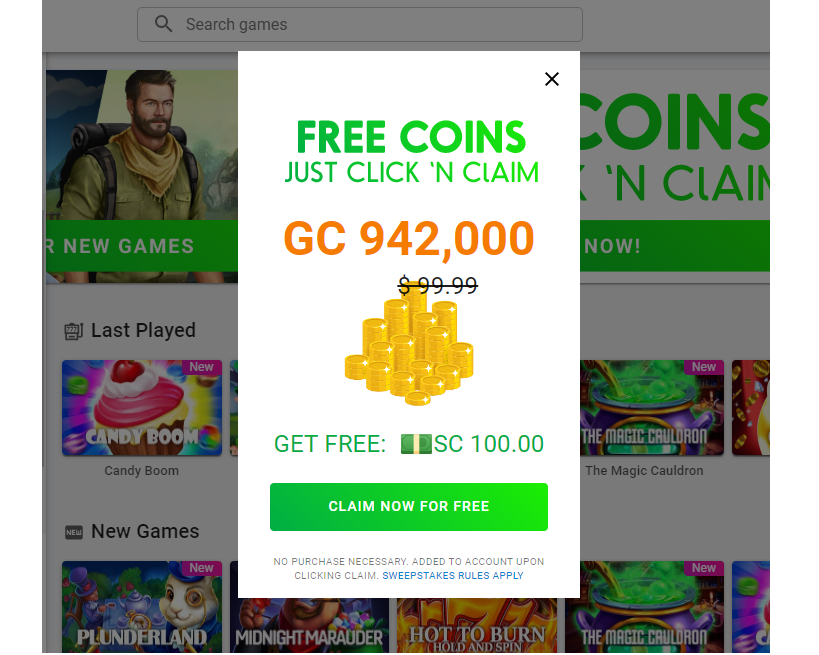 Search games
FREE COINS
JUST CLICK 'N ClAIM
GC 942,000
$ 99.99
GET FREE: SC 100.00
CLAIM NOW FOR FREE
NO PURCHASE NECESSARY. ADDED TO ACCOUNT UPON
CLICKING CLAIM. SWEEPSTAKES RULES APPLY
COINS
'N ClAIM
R NEW GAMES
NOW!
Last Played
New
CANDY BOOM
Candy Boom
New
THE MAGIC CAULDRON
The Magic Cauldron
NEW
New Games
New
PLUNDERLAND
MIDNIGHT MARAUDER
HOT TO BURN
HOLD AND SPIN
New
THE MAGIC CAULDRON